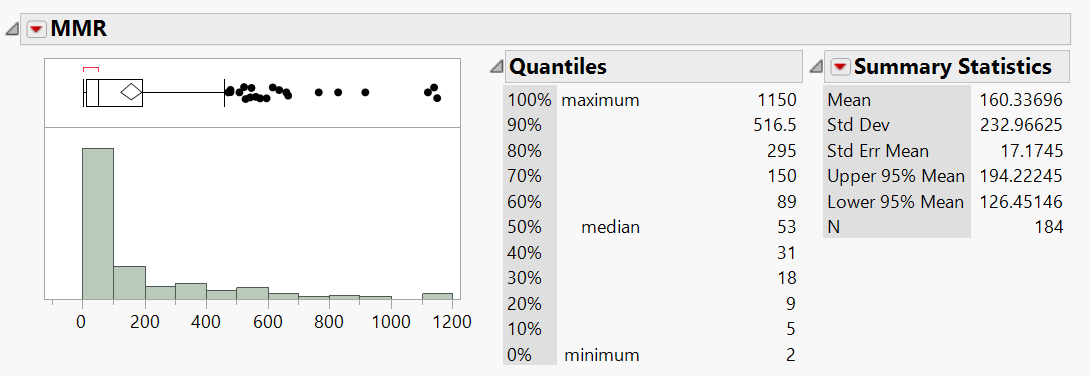 MMR
0 200 400 600 800 1000 1200
Quantiles
100% maximum 1150
90% 516.5
80% 295
70% 150
60% 89
50% median 53
40% 31
30% 18
20% 9
10% 5
0% minimum 2
Summary Statistics
Mean 160.33696
Std Dev 232.96625
Std Err Mean 17.1745
Upper 95% Mean 194.22245
Lower 95% Mean 126.45146
N 184